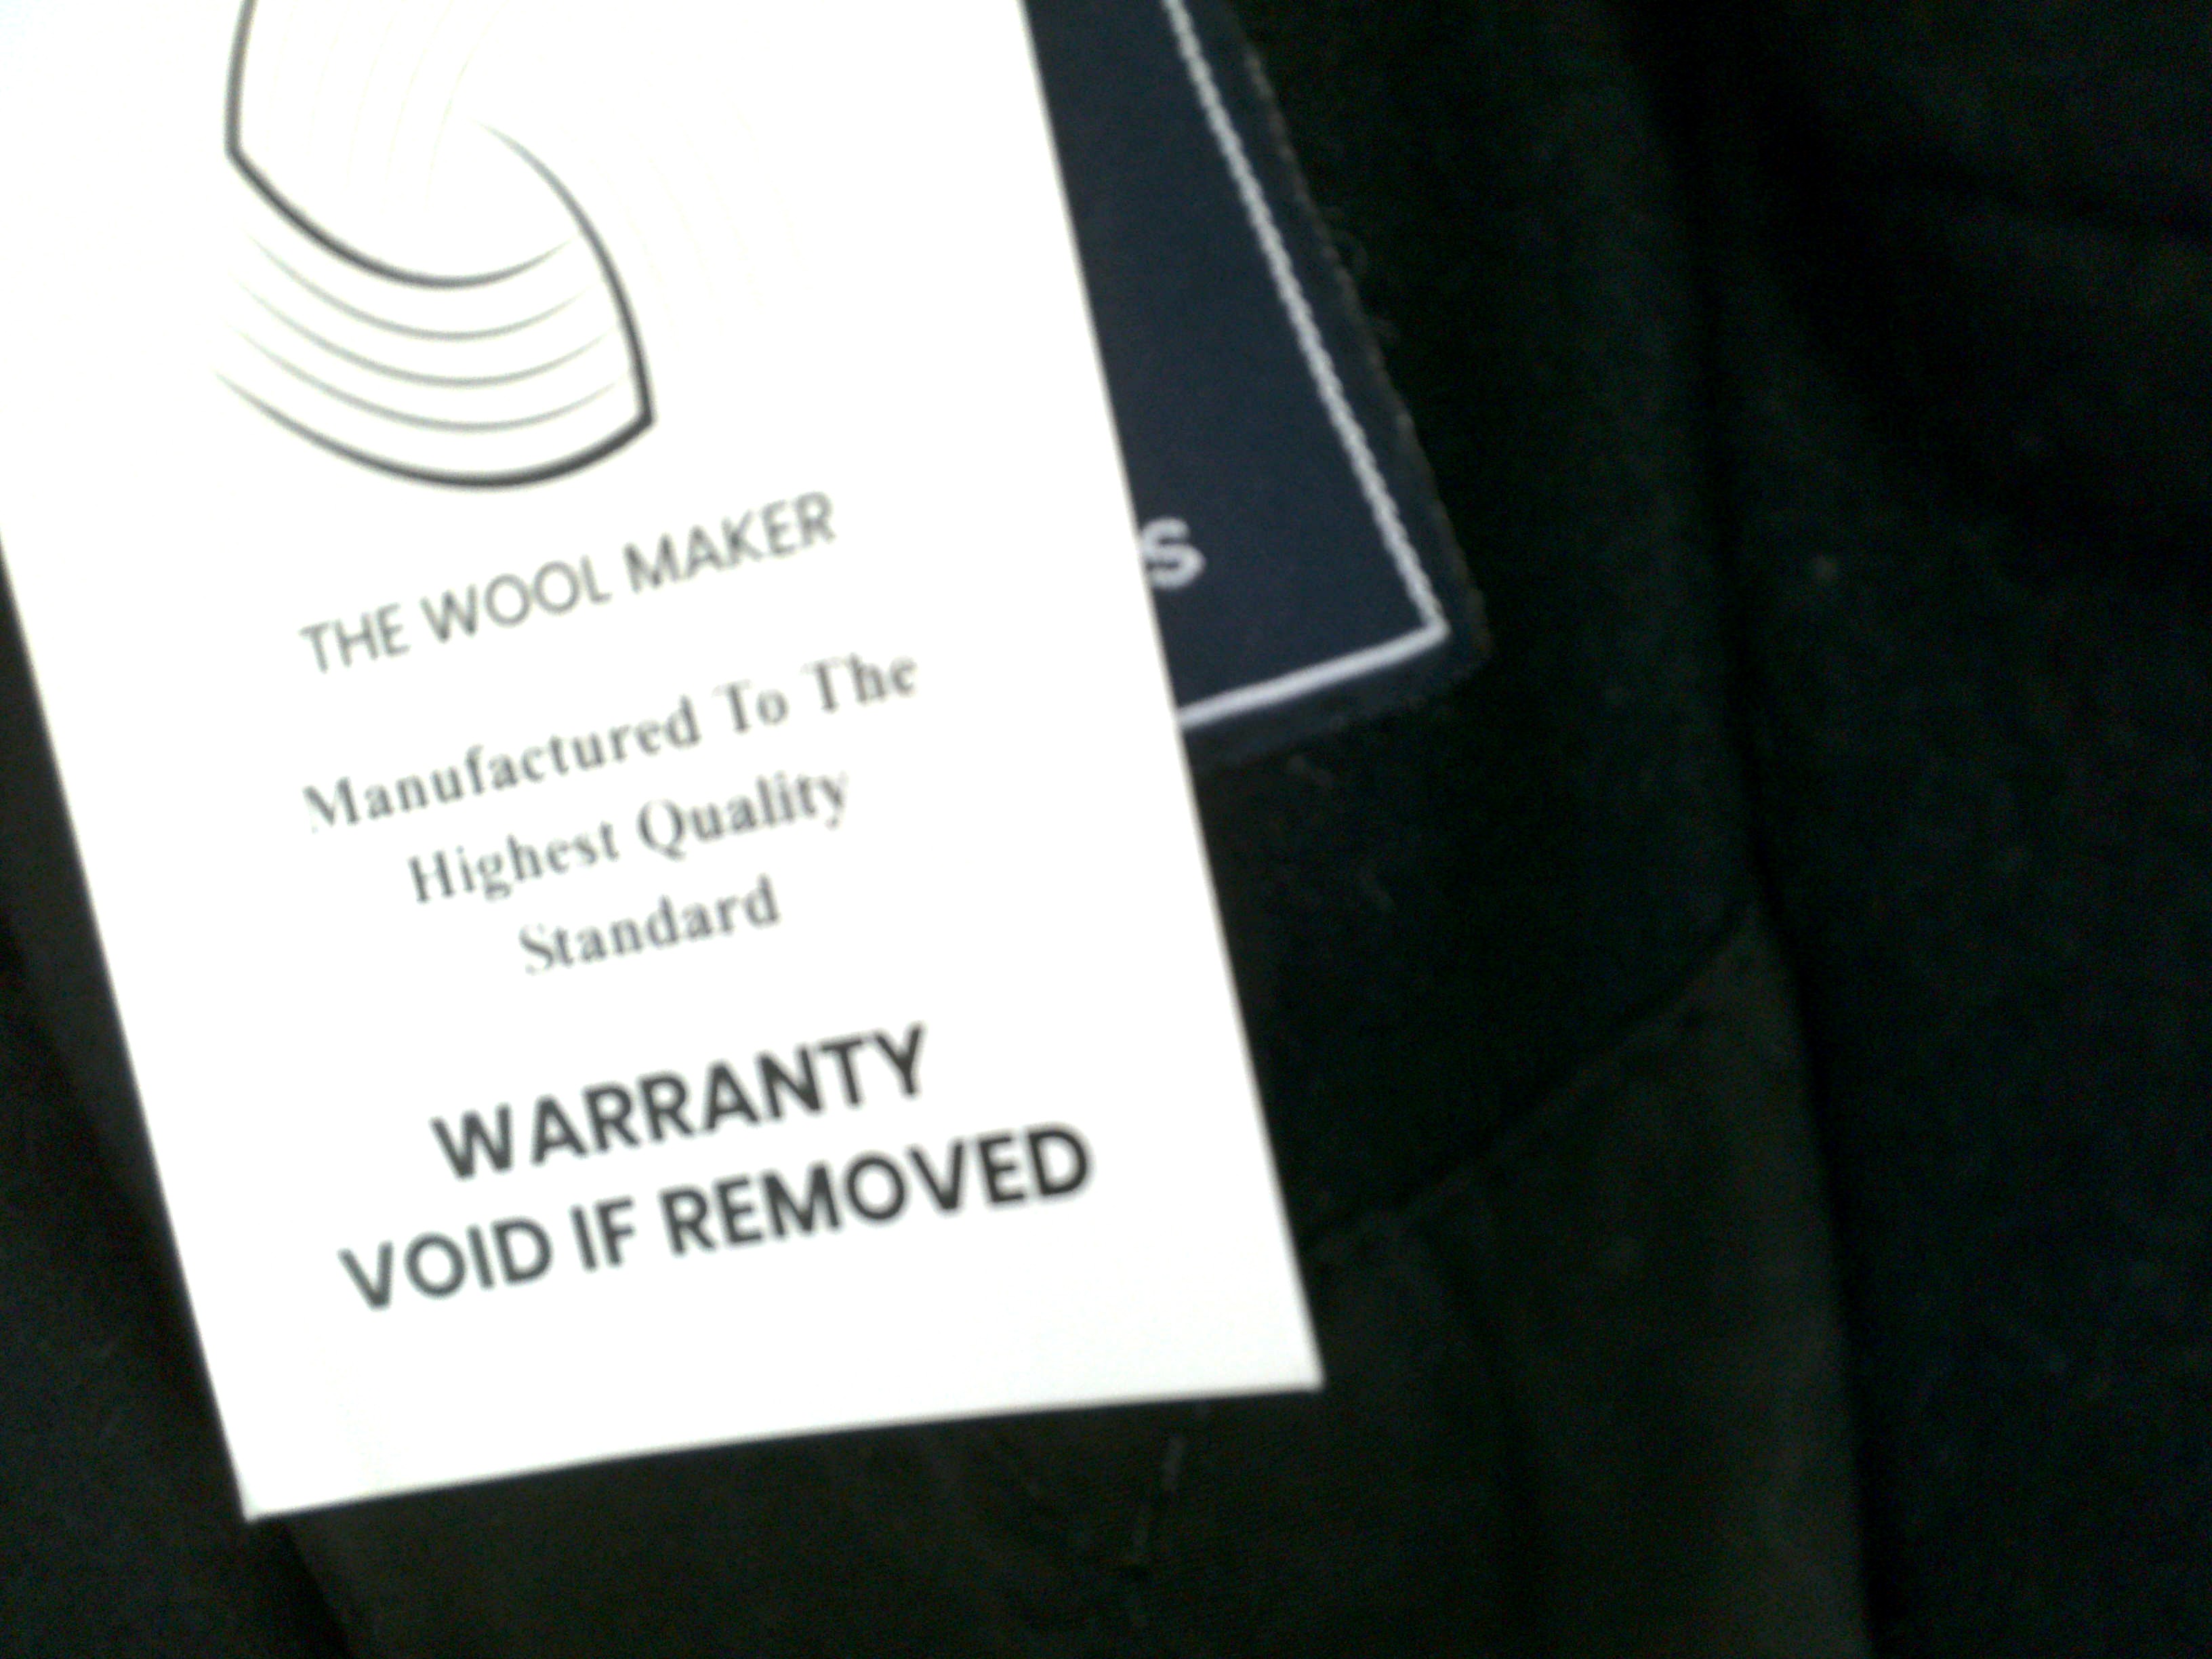 THE WOOL MAKER
Manufactured To The
Highest Quality
Standard
WARRANTY
VOID IF REMOVED
s